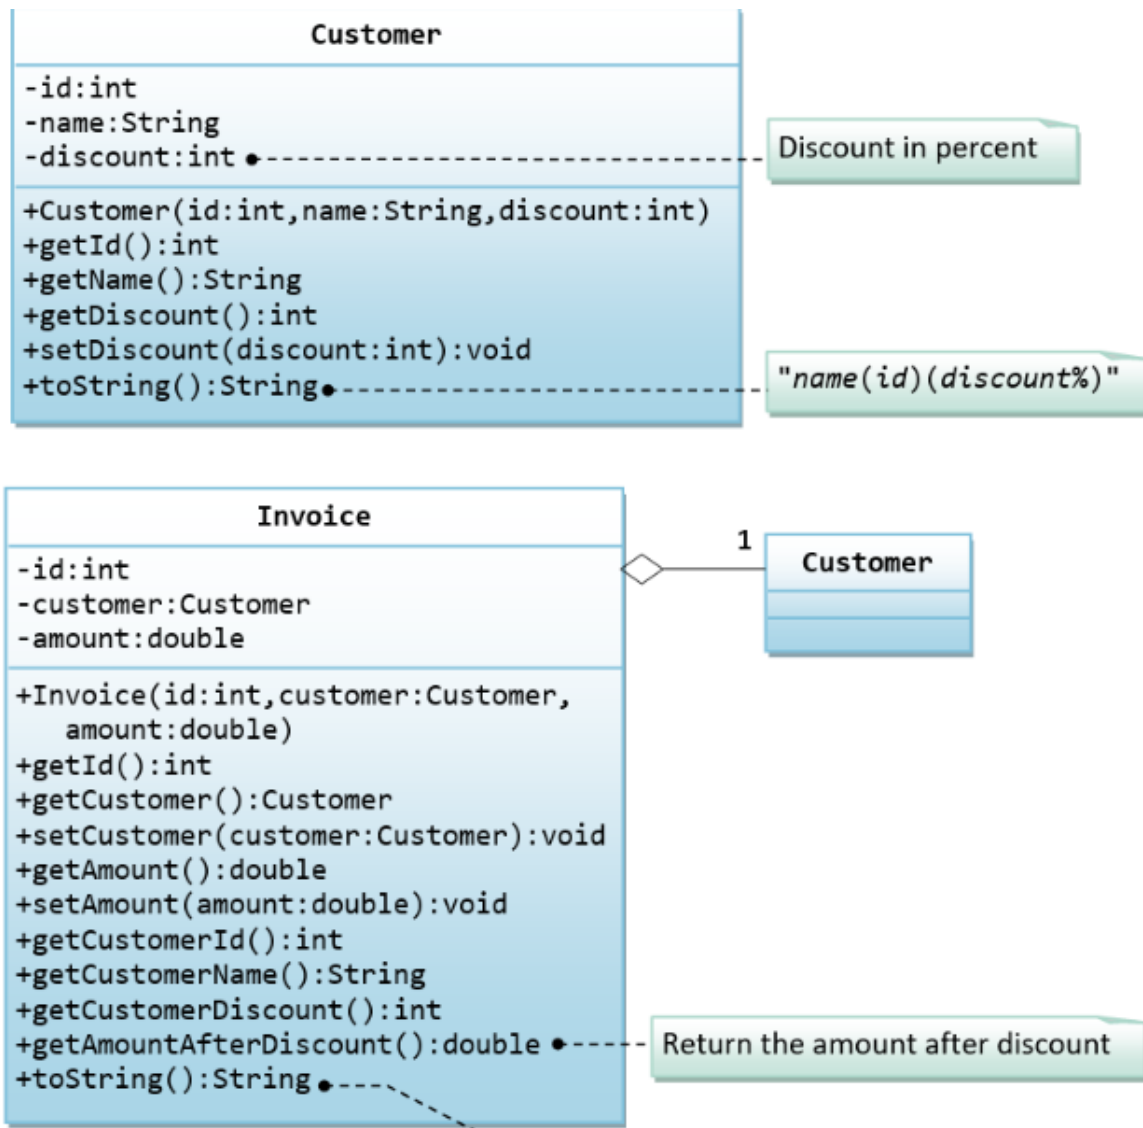 Customer
-id:int
-name:String
-discount:int
Discount in percent
+Customer(id:int,name:String,discount:int)
+getId():int
+getName():String
+getDiscount():int
+setDiscount(discount:int):void
+toString():String
"name(id)(discount%)"
Invoice
-id:int
-customer:Customer
-amount:double
1
Customer
+Invoice(id:int,customer:Customer,
amount:double)
+getId():int
+getCustomer():Customer
+setCustomer(customer:Customer):void
+getAmount():double
+setAmount(amount:double):void
+getCustomerId():int
+getCustomerName():String
+getCustomerDiscount():int
+getAmountAfterDiscount():double
Return the amount after discount
+toString():String